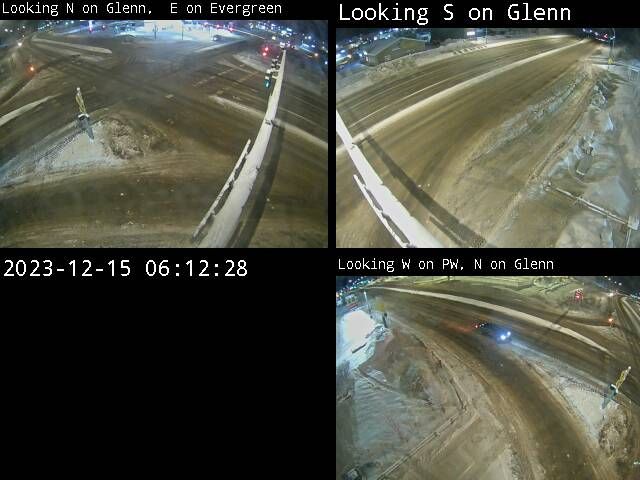 Looking N on Glenn,  E on Evergreen
Looking S on Glenn
2023-12-15 06:12:28
Looking W on PW, N on Glenn